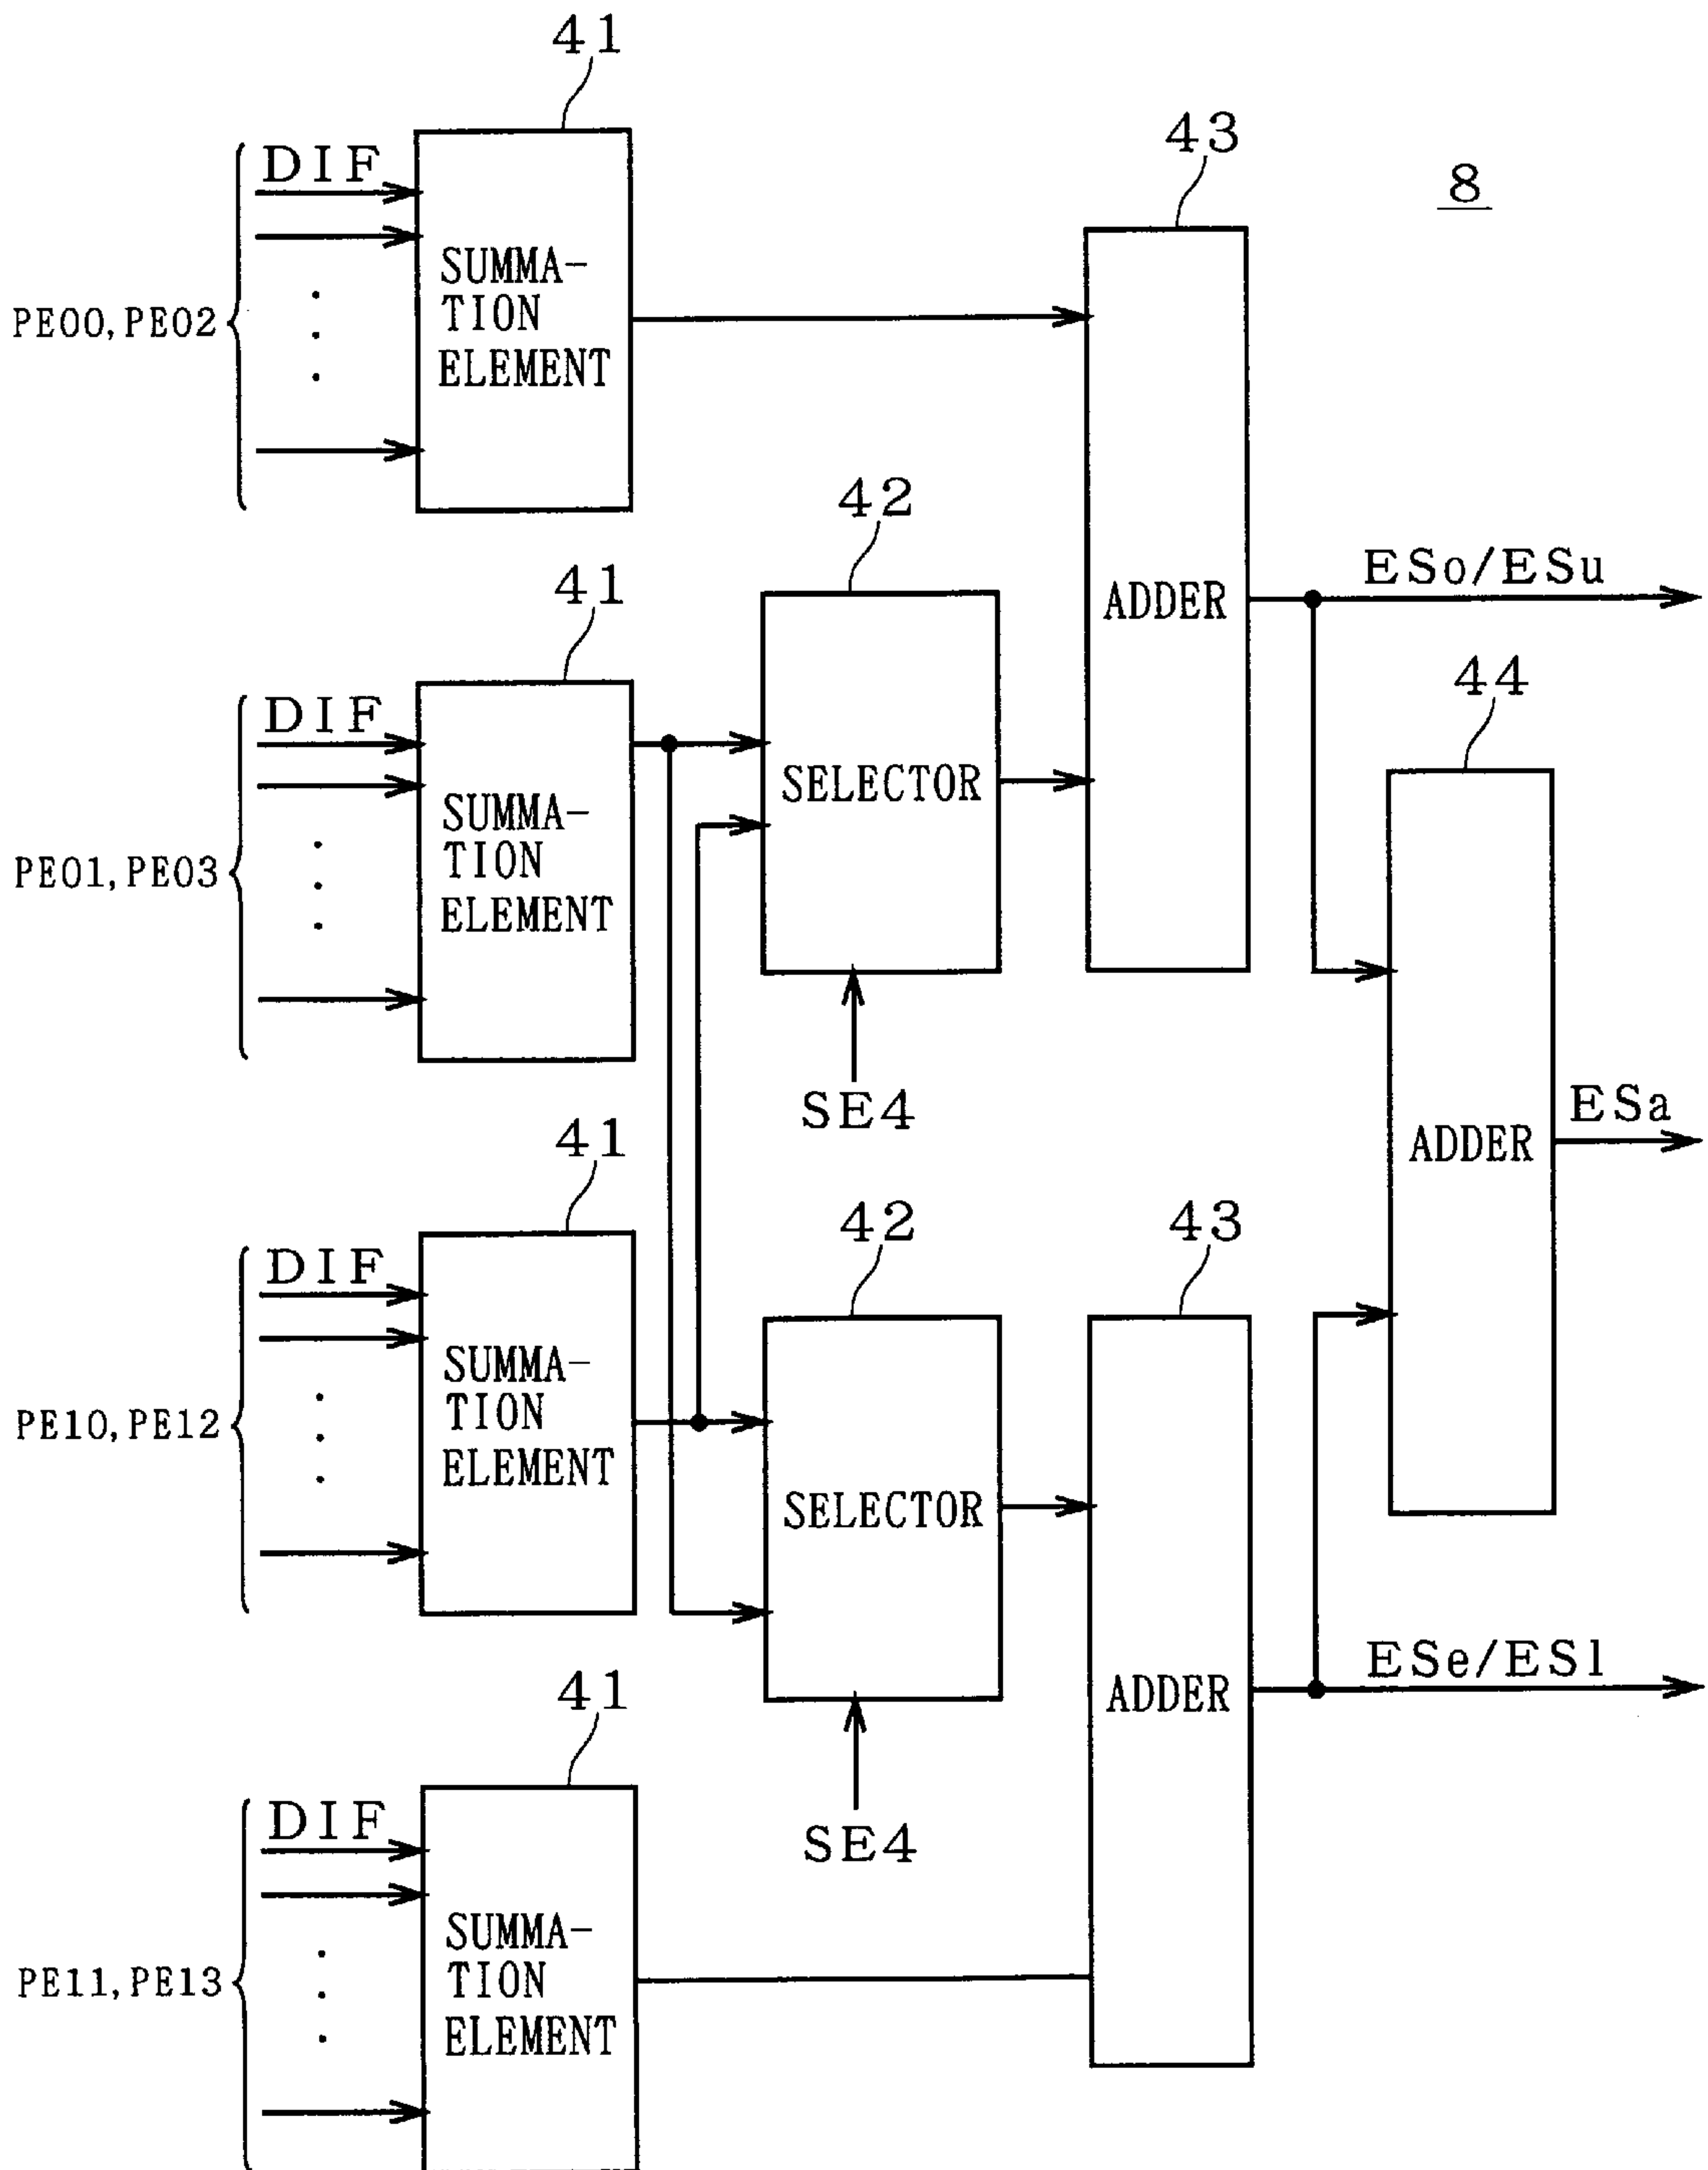 41
43
8
DIF
PE00, PE02
SUMMA-
TION
ELEMENT
42
ESo/ESu
41
ADDER
44
DIF
PE01, PE03
SUMMA-
TION
ELEMENT
SELECTOR
SE4
ESa
ADDER
41
42
43
DIF
PE10, PE12
SUMMA-
TION
ELEMENT
SELECTOR
ESe/ESl
ADDER
41
SE4
DIF
PE11, PE13
SUMMA-
TION
ELEMENT